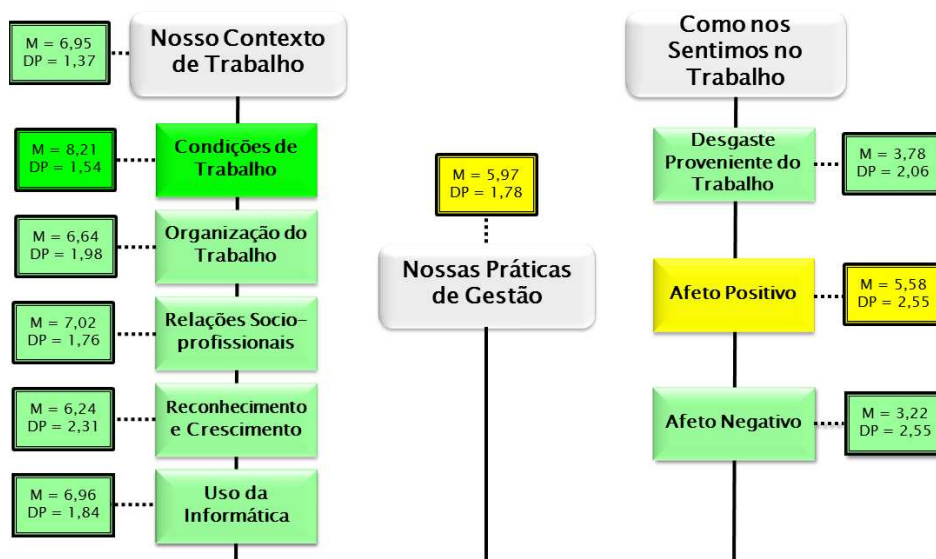 M = 6,95
DP = 1,37
Nosso Contexto
de Trabalho
M = 8,21
DP = 1,54
Condições de
Trabalho
M = 6,64
DP = 1,98
Organização do
Trabalho
M = 7,02
DP = 1,76
Relações Socio-
profissionais
M = 6,24
DP = 2,31
Reconhecimento
e Crescimento
M = 6,96
DP = 1,84
Uso da
Informática
M = 5,97
DP = 1,78
Nossas Práticas
de Gestão
Como nos
Sentimos no
Trabalho
Desgaste
Proveniente do
Trabalho
M = 3,78
DP = 2,06
Afeto Positivo
M = 5,58
DP = 2,55
Afeto Negativo
M = 3,22
DP = 2,55